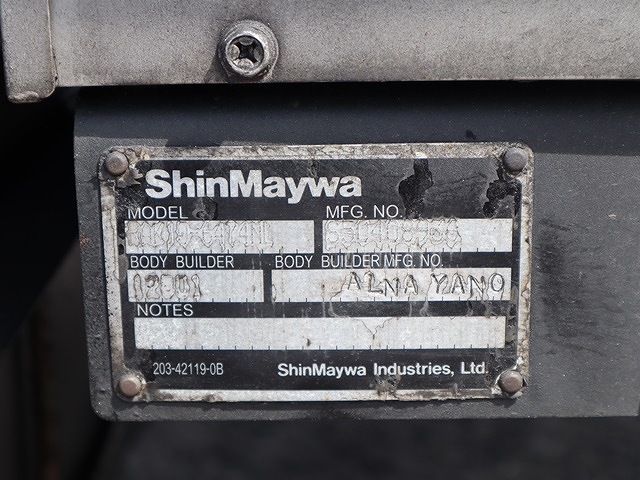 ShinMaywa
MODEL MFG. NO.
BODY BUILDER BODY BUILDER MFG. NO.
ALNA YANO
NOTES
203-42119-0B ShinMaywa Industries, Ltd.